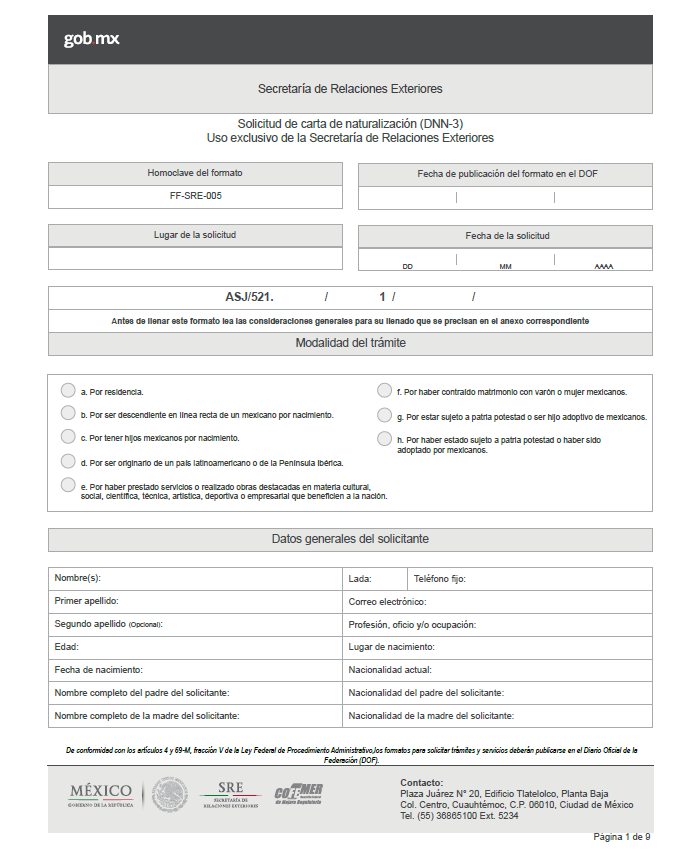 gob.mx
Secretaría de Relaciones Exteriores
Solicitud de carta de naturalización (DNN-3)
Uso exclusivo de la Secretaría de Relaciones Exteriores
Homoclave del formato
FF-SRE-005
Fecha de publicación del formato en el DOF
Lugar de la solicitud
Fecha de la solicitud
DD MM AAAA
ASJ/521. / 1 / /
Antes de llenar este formato lea las consideraciones generales para su llenado que se precisan en el anexo correspondiente
Modalidad del trámite
a. Por residencia.
b. Por ser descendiente en línea recta de un mexicano por nacimiento.
c. Por tener hijos mexicanos por nacimiento.
d. Por ser originario de un país latinoamericano o de la Península Ibérica.
e. Por haber prestado servicios o realizado obras destacadas en materia cultural,
social, científica, técnica, artística, deportiva o empresarial que beneficien a la nación.
f. Por haber contraído matrimonio con varón o mujer mexicanos.
g. Por estar sujeto a patria potestad o ser hijo adoptivo de mexicanos.
h. Por haber estado sujeto a patria potestad o haber sido
adoptado por mexicanos.
Datos generales del solicitante
Nombre(s):
Lada: Teléfono fijo:
Primer apellido:
Correo electrónico:
Segundo apellido (Opcional):
Profesión, oficio y/o ocupación:
Edad:
Lugar de nacimiento:
Fecha de nacimiento:
Nacionalidad actual:
Nombre completo del padre del solicitante:
Nacionalidad del padre del solicitante:
Nombre completo de la madre del solicitante:
Nacionalidad de la madre del solicitante:
De conformidad con los artículos 4 y 69-M, fracción V de la Ley Federal de Procedimiento Administrativo,los formatos para solicitar trámites y servicios deberán publicarse en el Diario Oficial de la
Federación (DOF).
MÉXICO
GOBIERNO DE LA REPÚBLICA
SRE
SECRETARÍA DE
RELACIONES EXTERIORES
COFEMER
de Mejora Regulatoria
Contacto:
Plaza Juárez N° 20, Edificio Tlatelolco, Planta Baja
Col. Centro, Cuauhtémoc, C.P. 06010, Ciudad de México
Tel. (55) 36865100 Ext. 5234
Página 1 de 9